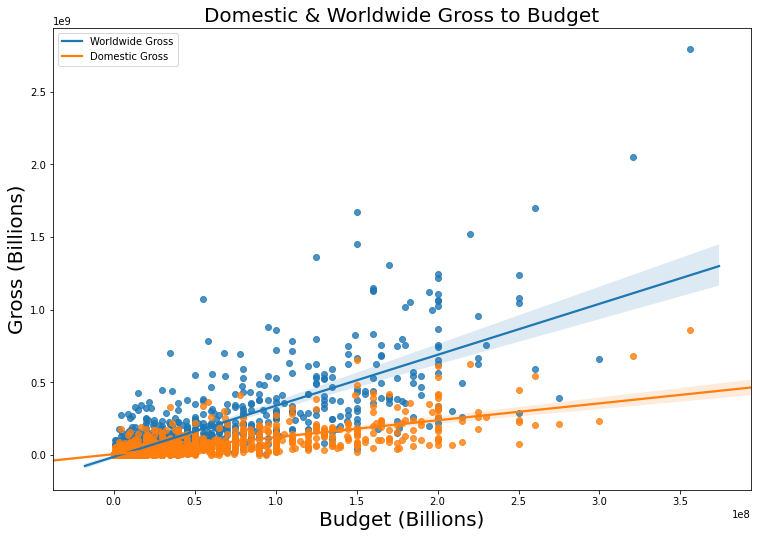 Domestic & Worldwide Gross to Budget
1e9
Worldwide Gross
Domestic Gross
Gross (Billions)
2.5
2.0
1.5
1.0
0.5
0.0
0.0 0.5 1.0 1.5 2.0 2.5 3.0 3.5
1e8
Budget (Billions)